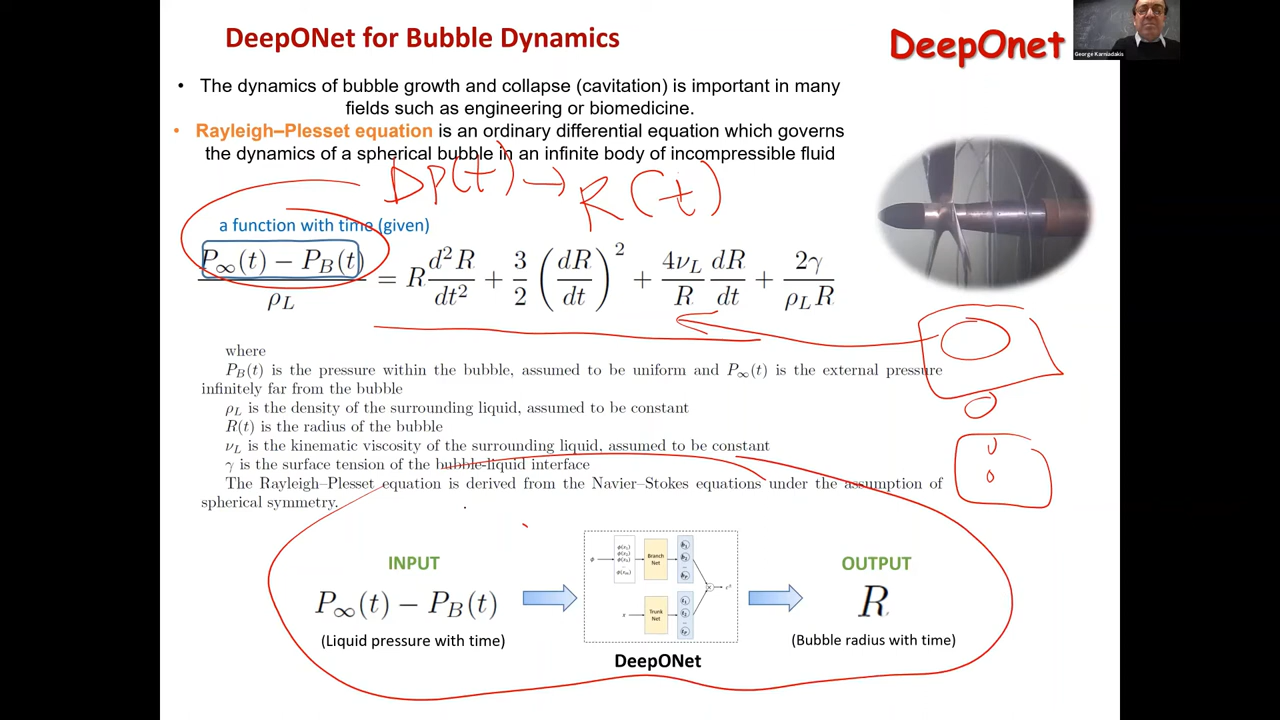 DeepONet for Bubble Dynamics
DeepOnet
George Karniadakis
• The dynamics of bubble growth and collapse (cavitation) is important in many
fields such as engineering or biomedicine.
• Rayleigh–Plesset equation is an ordinary differential equation which governs
the dynamics of a spherical bubble in an infinite body of incompressible fluid
Dp(t) → R(t)
a function with time (given)
(P∞(t) − P_B(t))/ρ_L = R d²R/dt² + 3/2 (dR/dt)² + 4ν_L/R dR/dt + 2γ/(ρ_L R)
where
P_B(t) is the pressure within the bubble, assumed to be uniform and P∞(t) is the external pressure
infinitely far from the bubble
ρ_L is the density of the surrounding liquid, assumed to be constant
R(t) is the radius of the bubble
ν_L is the kinematic viscosity of the surrounding liquid, assumed to be constant
γ is the surface tension of the bubble-liquid interface
The Rayleigh–Plesset equation is derived from the Navier–Stokes equations under the assumption of
spherical symmetry.
INPUT
P∞(t) − P_B(t)
(Liquid pressure with time)
Branch
Net
x
Trunk
Net
DeepONet
OUTPUT
R
(Bubble radius with time)